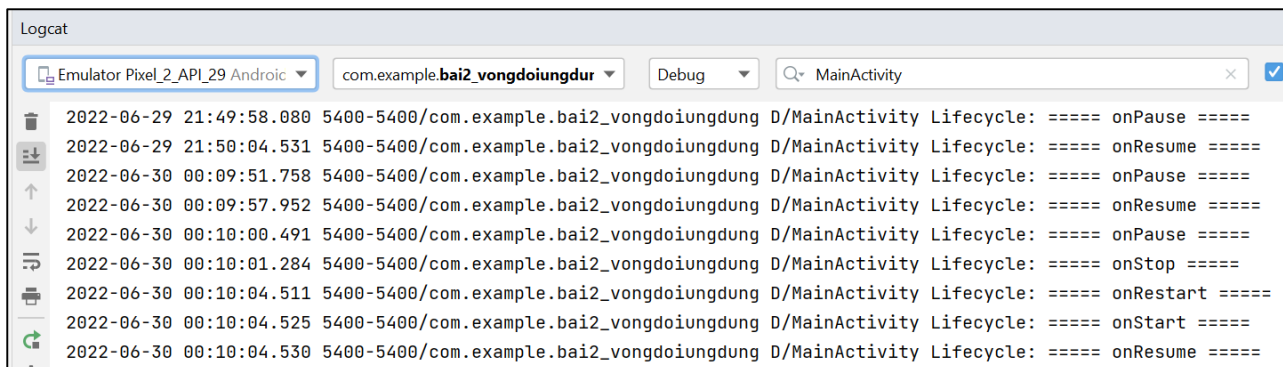 Logcat
Emulator Pixel_2_API_29 Androic com.example.bai2_vongdoiungdur Debug MainActivity
2022-06-29 21:49:58.080 5400-5400/com.example.bai2_vongdoiungdung D/MainActivity Lifecycle: ===== onPause =====
2022-06-29 21:50:04.531 5400-5400/com.example.bai2_vongdoiungdung D/MainActivity Lifecycle: ===== onResume =====
2022-06-30 00:09:51.758 5400-5400/com.example.bai2_vongdoiungdung D/MainActivity Lifecycle: ===== onPause =====
2022-06-30 00:09:57.952 5400-5400/com.example.bai2_vongdoiungdung D/MainActivity Lifecycle: ===== onResume =====
2022-06-30 00:10:00.491 5400-5400/com.example.bai2_vongdoiungdung D/MainActivity Lifecycle: ===== onPause =====
2022-06-30 00:10:01.284 5400-5400/com.example.bai2_vongdoiungdung D/MainActivity Lifecycle: ===== onStop =====
2022-06-30 00:10:04.511 5400-5400/com.example.bai2_vongdoiungdung D/MainActivity Lifecycle: ===== onRestart =====
2022-06-30 00:10:04.525 5400-5400/com.example.bai2_vongdoiungdung D/MainActivity Lifecycle: ===== onStart =====
2022-06-30 00:10:04.530 5400-5400/com.example.bai2_vongdoiungdung D/MainActivity Lifecycle: ===== onResume =====